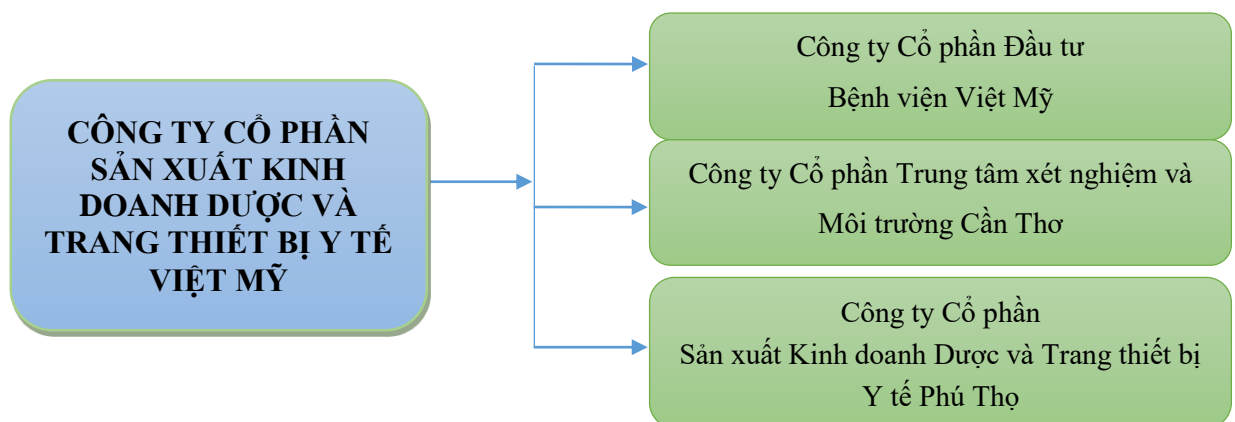 CÔNG TY CỔ PHẦN
SẢN XUẤT KINH
DOANH DƯỢC VÀ
TRANG THIẾT BỊ Y TẾ
VIỆT MỸ
Công ty Cổ phần Đầu tư
Bệnh viện Việt Mỹ
Công ty Cổ phần Trung tâm xét nghiệm và
Môi trường Cần Thơ
Công ty Cổ phần
Sản xuất Kinh doanh Dược và Trang thiết bị
Y tế Phú Thọ